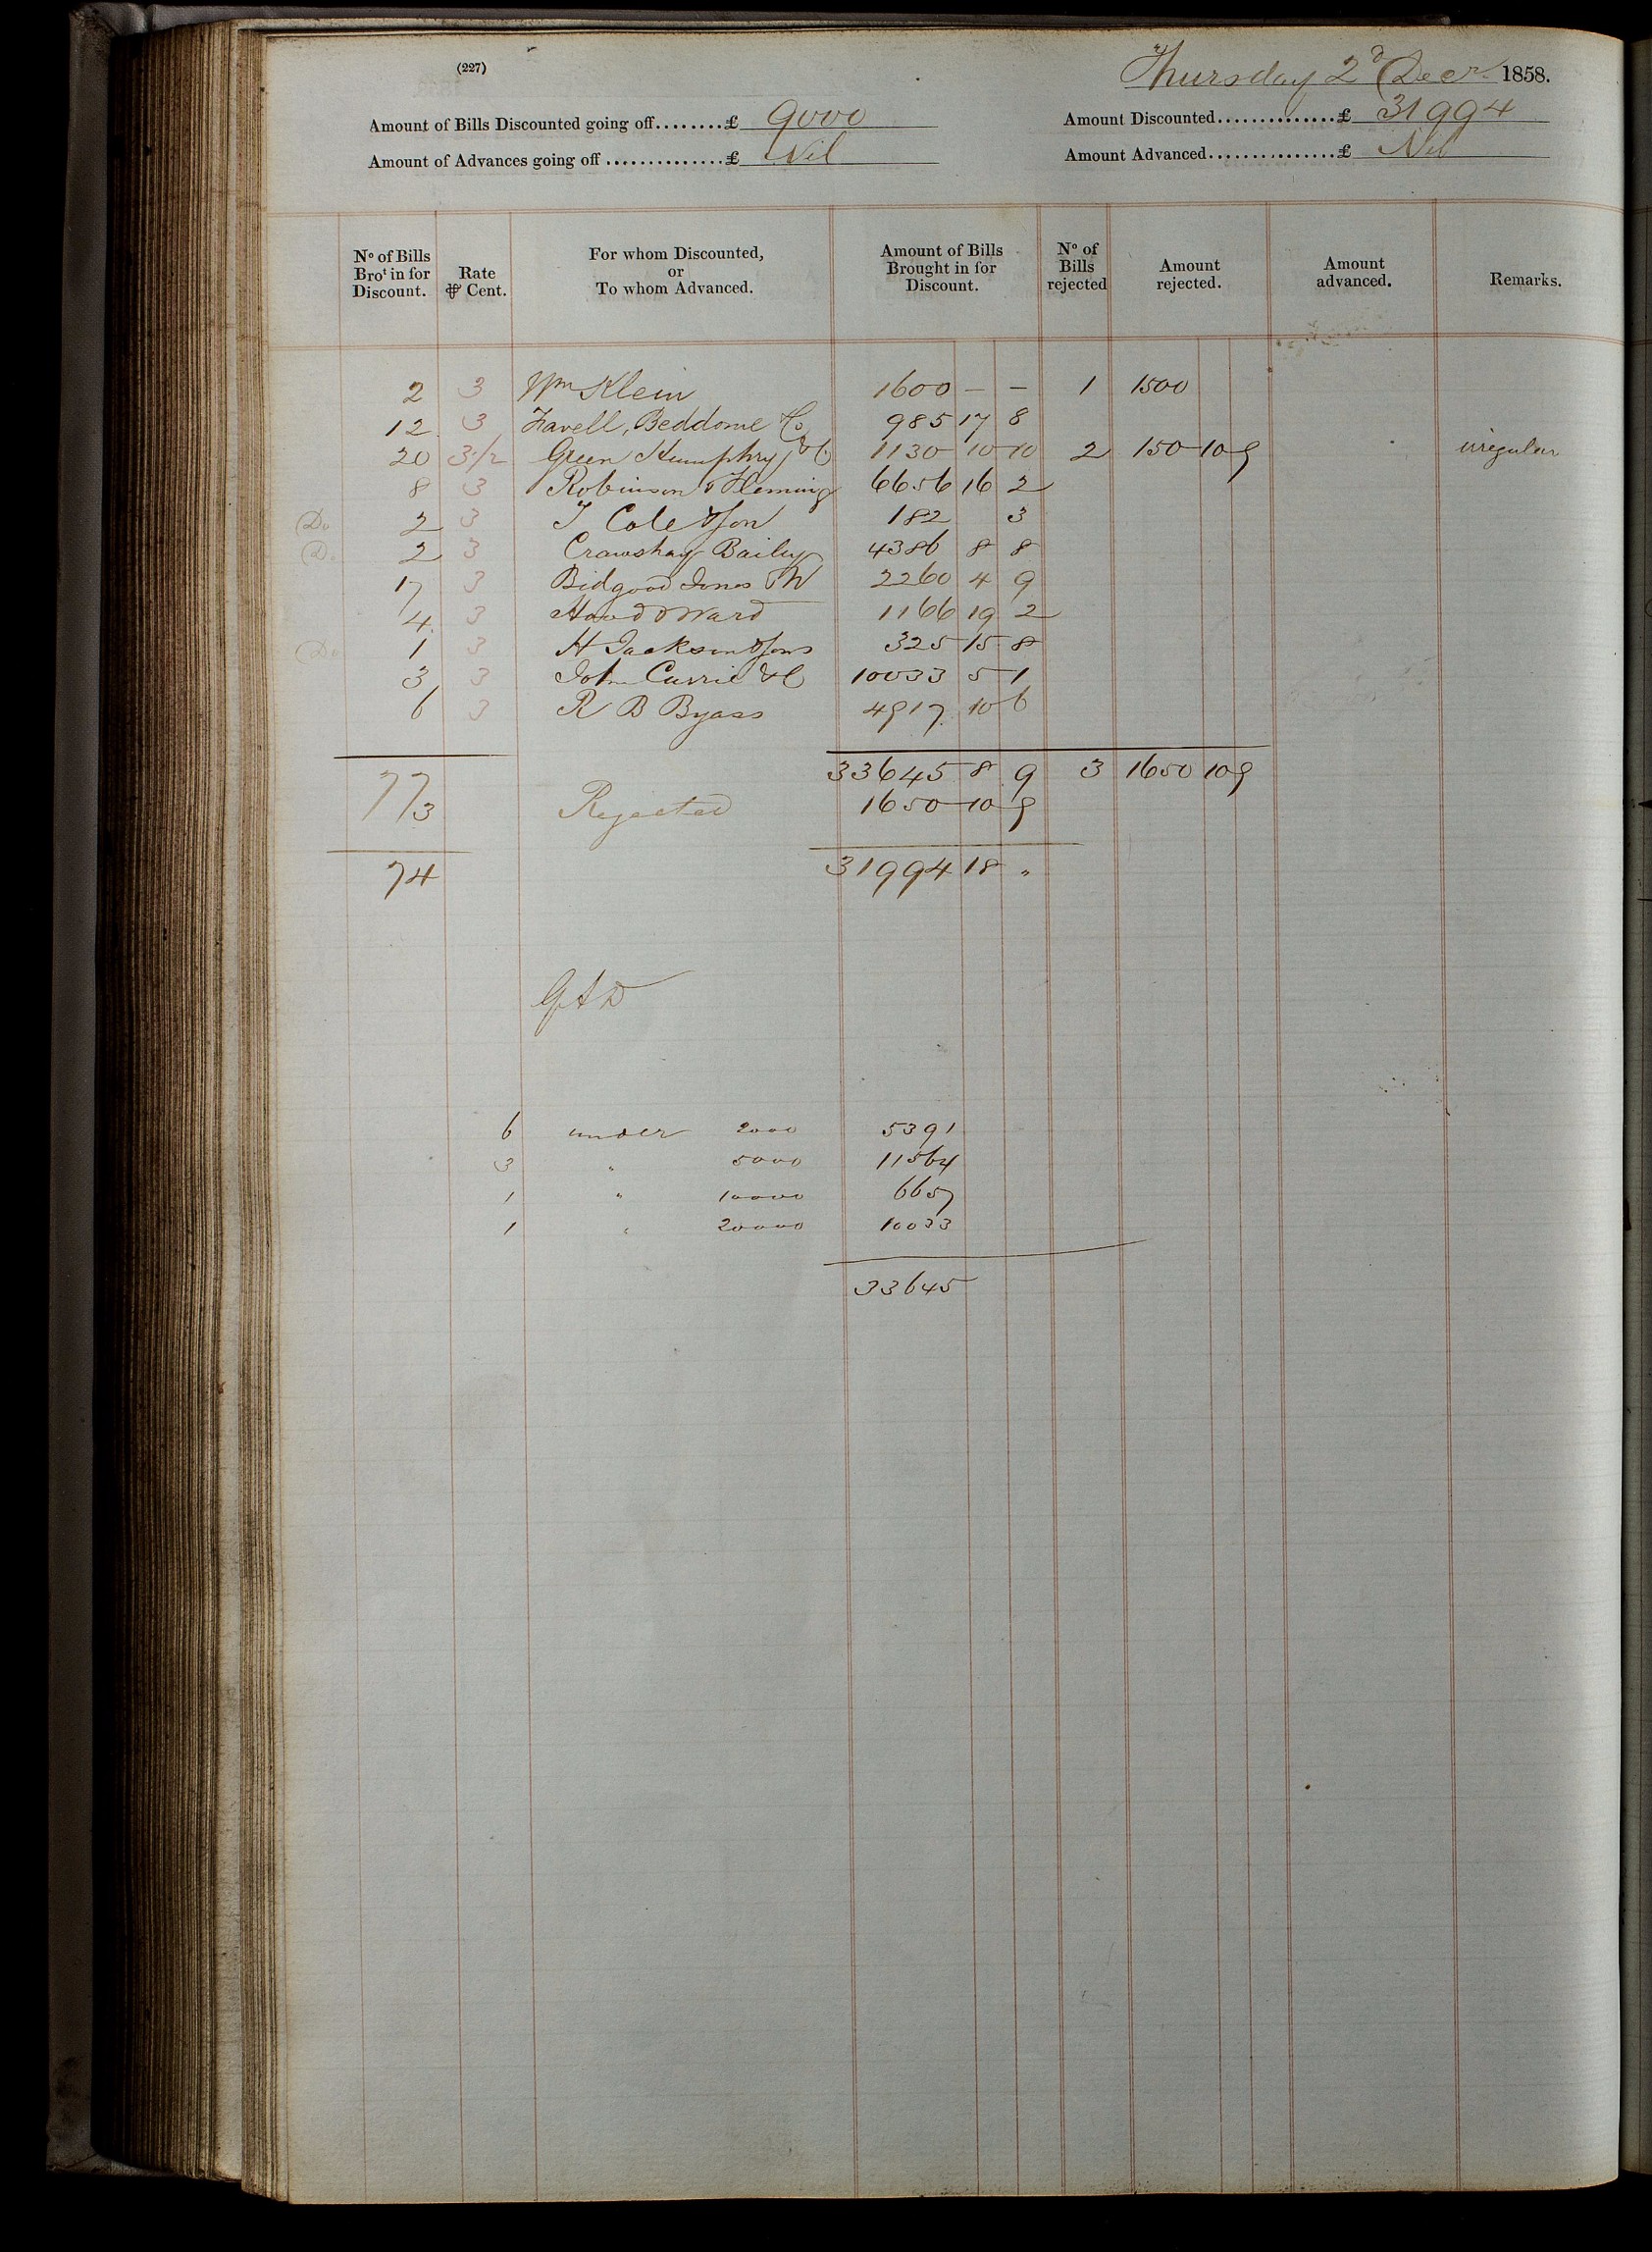 (227)
Thursday 2d Decr 1858.
Amount of Bills Discounted going off........£ 9000
Amount Discounted...............£ 31994
Amount of Advances going off..............£ Nil
Amount Advanced...............£ Nil
No of Bills Brot in for Discount. Rate ⅌ Cent. For whom Discounted, or To whom Advanced. Amount of Bills Brought in for Discount. No of Bills rejected Amount rejected. Amount advanced. Remarks.
2 3 Wm Klein 1600 - - 1 1500
12 3 Favell, Beddome & Co 985 17 8
20 3 1/2 Green Humphry & C 1130 10 10 2 150 10 9 irregular
8 3 Robinson & Fleming 6656 16 2
Do 2 3 T Cole & Son 182 3
Do 2 3 Crawshay Bailey 4386 8 8
17 3 Bidgood Jones & W 2260 4 9
4 3 Hood & Ward 1166 19 2
Do 1 3 H Jackson & Sons 325 15 8
3 3 John Currie & C 10033 5 1
6 3 R B Byass 4917 10 6
77 33645 8 9 3 1650 10 9
3 Rejected 1650 10 9
74 31994 18 "
6 under 2000 5391
3 " 5000 11564
1 " 10000 6657
1 " 20000 10033
33645